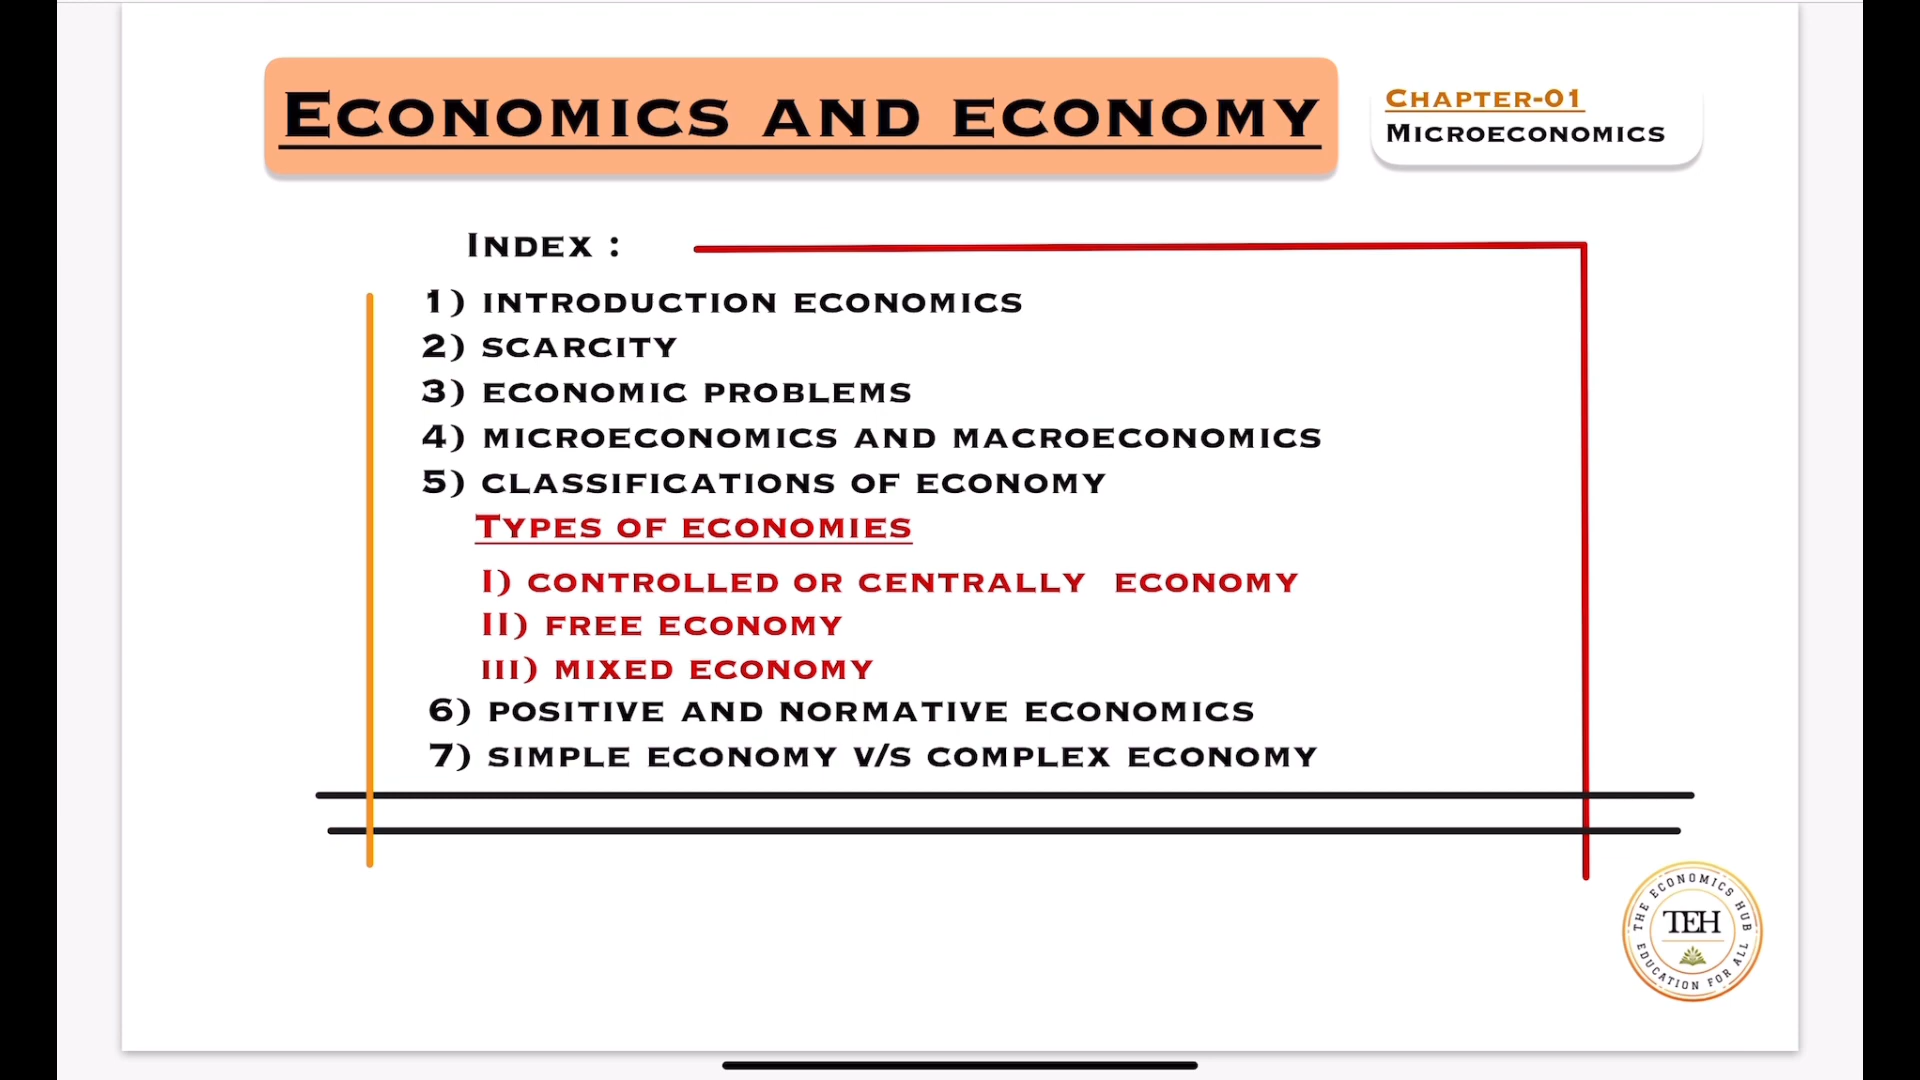 Economics and economy
Chapter-01
Microeconomics
Index :
1) introduction economics
2) scarcity
3) economic problems
4) microeconomics and macroeconomics
5) classifications of economy
Types of economies
I) controlled or centrally economy
II) free economy
iii) mixed economy
6) positive and normative economics
7) simple economy v/s complex economy
THE ECONOMICS HUB
TEH
EDUCATION FOR ALL